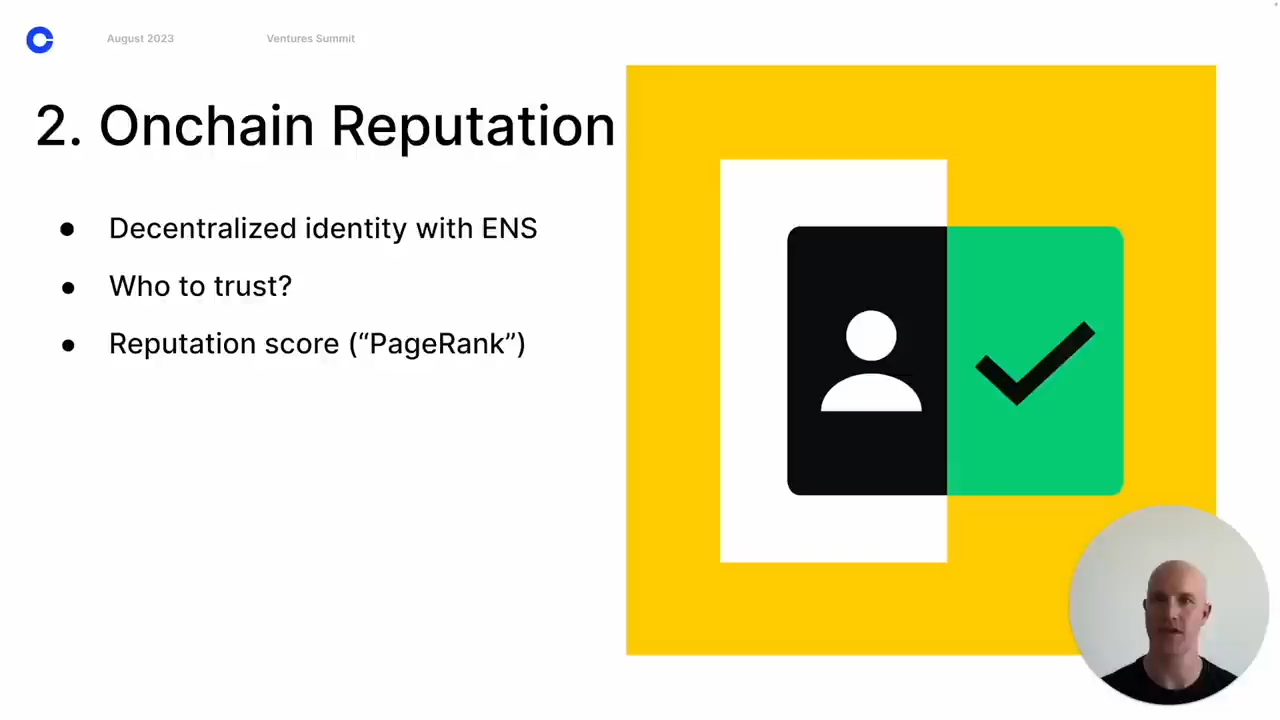 August 2023
Ventures Summit
2. Onchain Reputation
● Decentralized identity with ENS
● Who to trust?
● Reputation score (“PageRank”)